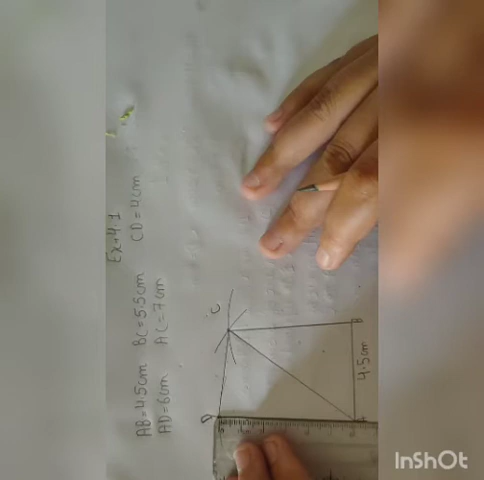 Ex 4.1
AB = 4.5cm BC = 5.5cm CD = 4cm
AD = 6cm AC = 7cm
D
C
A
B
4.5cm
InShOt